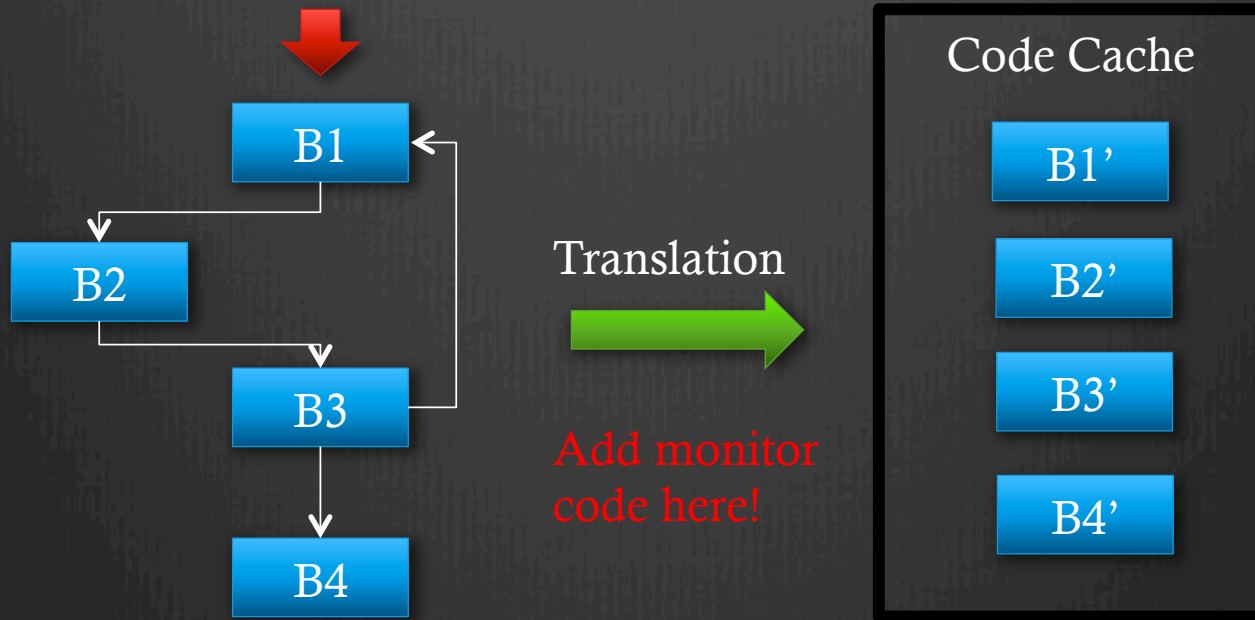 B1
B2
B3
B4
Translation
Add monitor
code here!
Code Cache
B1’
B2’
B3’
B4’